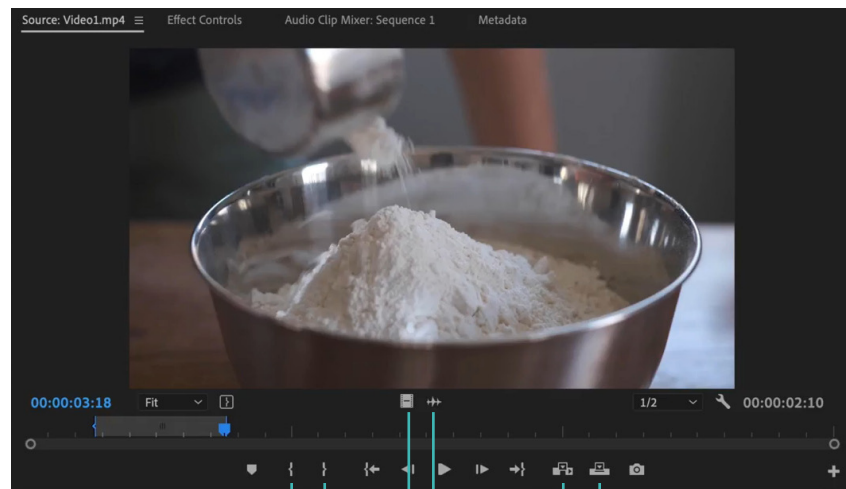 Source: Video1.mp4 Effect Controls Audio Clip Mixer: Sequence 1 Metadata
00:00:03:18 Fit 1/2 00:00:02:10